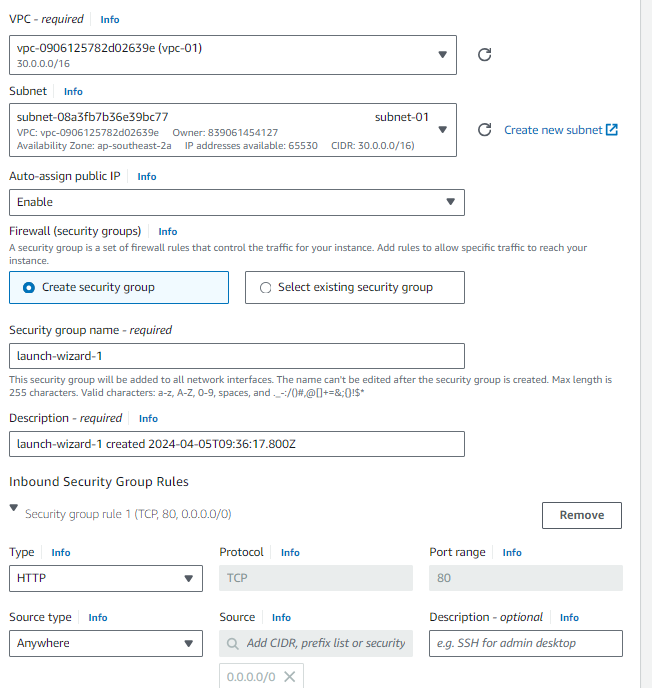 VPC - required Info
vpc-0906125782d02639e (vpc-01)
30.0.0.0/16
Subnet Info
subnet-08a3fb7b36e39bc77 subnet-01
VPC: vpc-0906125782d02639e Owner: 839061454127
Availability Zone: ap-southeast-2a IP addresses available: 65530 CIDR: 30.0.0.0/16)
Create new subnet
Auto-assign public IP Info
Enable
Firewall (security groups) Info
A security group is a set of firewall rules that control the traffic for your instance. Add rules to allow specific traffic to reach your
instance.
Create security group Select existing security group
Security group name - required
launch-wizard-1
This security group will be added to all network interfaces. The name can't be edited after the security group is created. Max length is
255 characters. Valid characters: a-z, A-Z, 0-9, spaces, and ._-:/()#,@[]+=&;{}!$*
Description - required Info
launch-wizard-1 created 2024-04-05T09:36:17.800Z
Inbound Security Group Rules
Security group rule 1 (TCP, 80, 0.0.0.0/0) Remove
Type Info Protocol Info Port range Info
HTTP TCP 80
Source type Info Source Info Description - optional Info
Anywhere Add CIDR, prefix list or security e.g. SSH for admin desktop
0.0.0.0/0